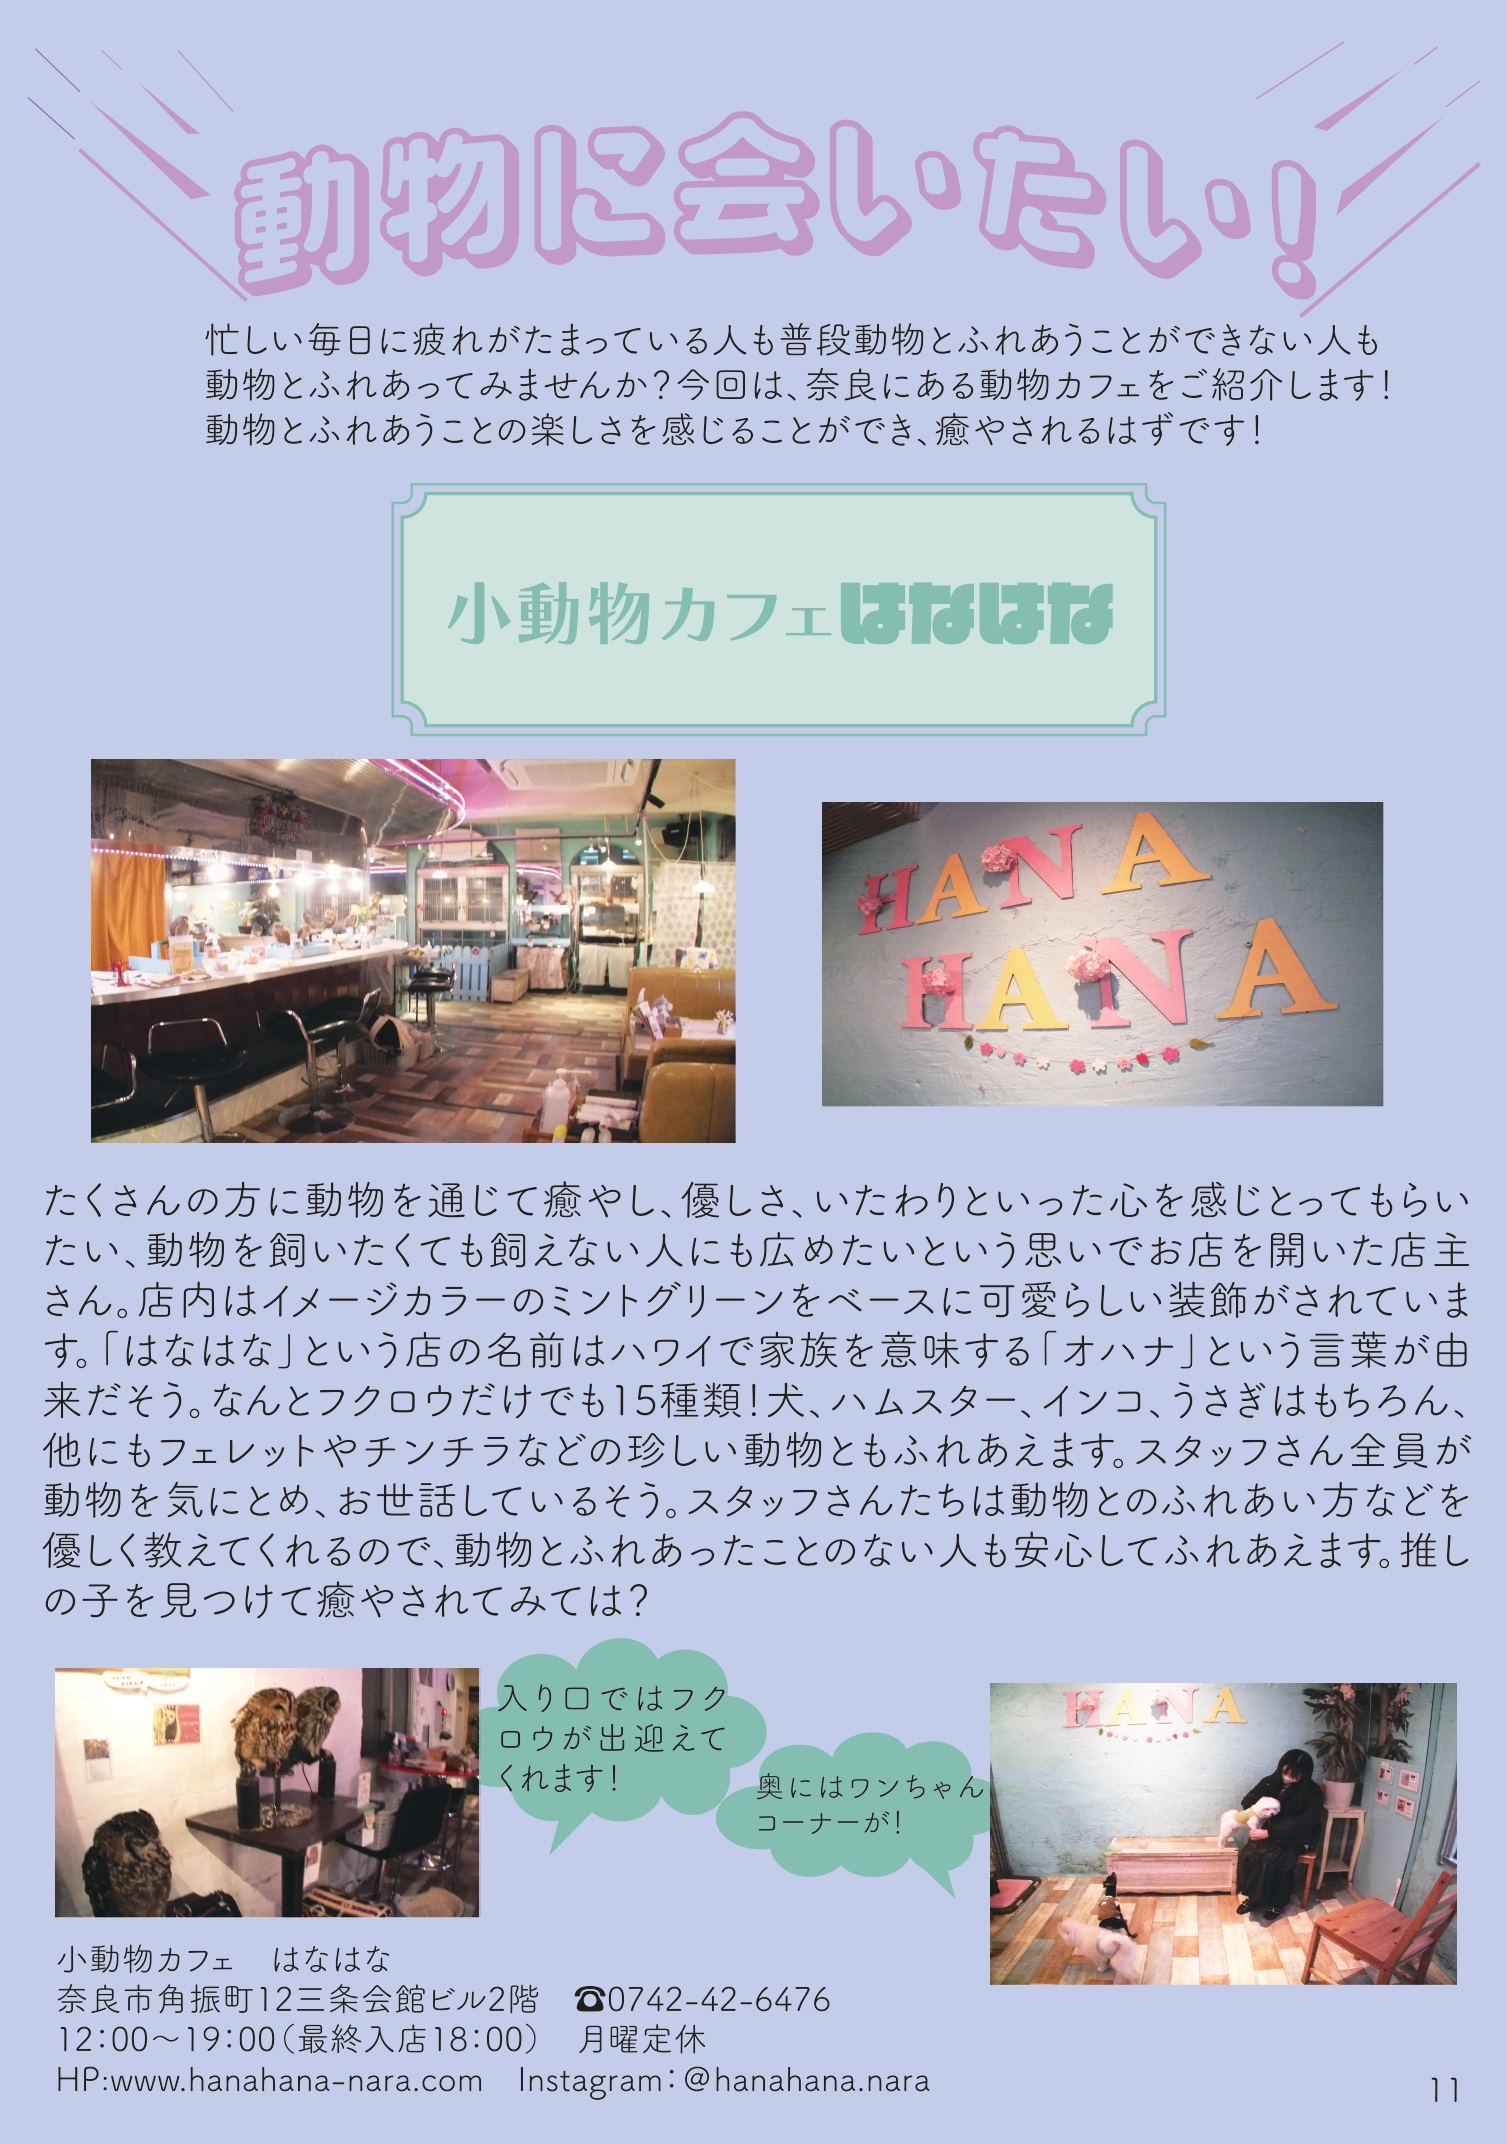 動物に会いたい！
忙しい毎日に疲れがたまっている人も普段動物とふれあうことができない人も
動物とふれあってみませんか？今回は、奈良にある動物カフェをご紹介します！
動物とふれあうことの楽しさを感じることができ、癒やされるはずです！
小動物カフェはなはな
HANA
HANA
たくさんの方に動物を通じて癒やし、優しさ、いたわりといった心を感じとってもらい
たい、動物を飼いたくても飼えない人にも広めたいという思いでお店を開いた店主
さん。店内はイメージカラーのミントグリーンをベースに可愛らしい装飾がされていま
す。「はなはな」という店の名前はハワイで家族を意味する「オハナ」という言葉が由
来だそう。なんとフクロウだけでも15種類！犬、ハムスター、インコ、うさぎはもちろん、
他にもフェレットやチンチラなどの珍しい動物ともふれあえます。スタッフさん全員が
動物を気にとめ、お世話しているそう。スタッフさんたちは動物とのふれあい方などを
優しく教えてくれるので、動物とふれあったことのない人も安心してふれあえます。推し
の子を見つけて癒やされてみては？
入り口ではフク
ロウが出迎えて
くれます！
奥にはワンちゃん
コーナーが！
HANA
小動物カフェ　はなはな
奈良市角振町12三条会館ビル2階　☎0742-42-6476
12：00～19：00（最終入店18：00）　月曜定休
HP:www.hanahana-nara.com　Instagram：@hanahana.nara
11